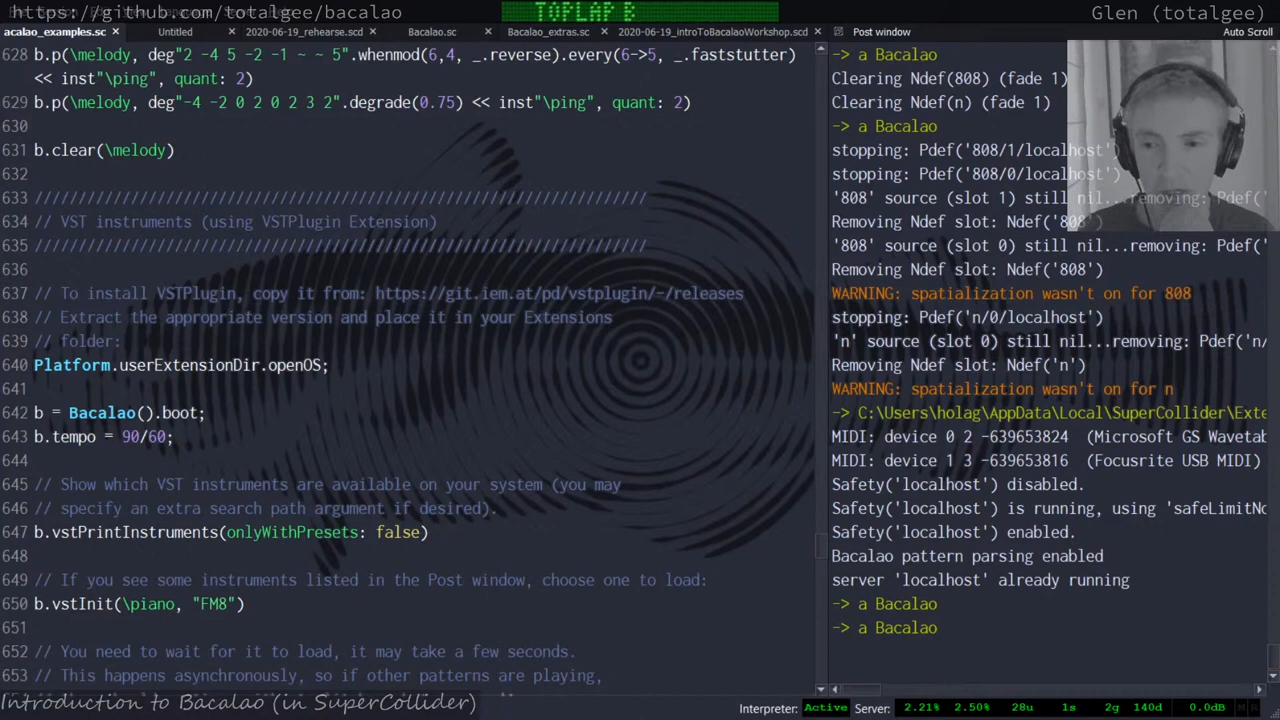 https://github.com/totalgee/bacalao
TOPLAP B
Glen (totalgee)
acalao_examples.sc
Untitled
2020-06-19_rehearse.scd
Bacalao.sc
Bacalao_extras.sc
2020-06-19_introToBacalaoWorkshop.scd
Post window
Auto Scroll
628 b.p(\melody, deg"2 -4 5 -2 -1 ~ ~ 5".whenmod(6,4, _.reverse).every(6->5, _.faststutter)
<< inst"\ping", quant: 2)
629 b.p(\melody, deg"-4 -2 0 2 0 2 3 2".degrade(0.75) << inst"\ping", quant: 2)
630
631 b.clear(\melody)
632
633 ///////////////////////////////////////////////////////////////////////
634 // VST instruments (using VSTPlugin Extension)
635 ///////////////////////////////////////////////////////////////////////
636
637 // To install VSTPlugin, copy it from: https://git.iem.at/pd/vstplugin/-/releases
638 // Extract the appropriate version and place it in your Extensions
639 // folder:
640 Platform.userExtensionDir.openOS;
641
642 b = Bacalao().boot;
643 b.tempo = 90/60;
644
645 // Show which VST instruments are available on your system (you may
646 // specify an extra search path argument if desired).
647 b.vstPrintInstruments(onlyWithPresets: false)
648
649 // If you see some instruments listed in the Post window, choose one to load:
650 b.vstInit(\piano, "FM8")
651
652 // You need to wait for it to load, it may take a few seconds.
653 // This happens asynchronously, so if other patterns are playing,
-> a Bacalao
Clearing Ndef(808) (fade 1)
Clearing Ndef(n) (fade 1)
-> a Bacalao
stopping: Pdef('808/1/localhost')
stopping: Pdef('808/0/localhost')
'808' source (slot 1) still nil...removing: Pdef('
Removing Ndef slot: Ndef('808')
'808' source (slot 0) still nil...removing: Pdef('
Removing Ndef slot: Ndef('808')
WARNING: spatialization wasn't on for 808
stopping: Pdef('n/0/localhost')
'n' source (slot 0) still nil...removing: Pdef('n/
Removing Ndef slot: Ndef('n')
WARNING: spatialization wasn't on for n
-> C:\Users\holag\AppData\Local\SuperCollider\Exte
MIDI: device 0 2 -639653824 (Microsoft GS Wavetab
MIDI: device 1 3 -639653816 (Focusrite USB MIDI)
Safety('localhost') disabled.
Safety('localhost') is running, using 'safeLimitNo
Safety('localhost') enabled.
Bacalao pattern parsing enabled
server 'localhost' already running
-> a Bacalao
-> a Bacalao
Introduction to Bacalao (in SuperCollider)
Interpreter: Active Server: 2.21% 2.50% 28u 1s 2g 140d 0.0dB M R